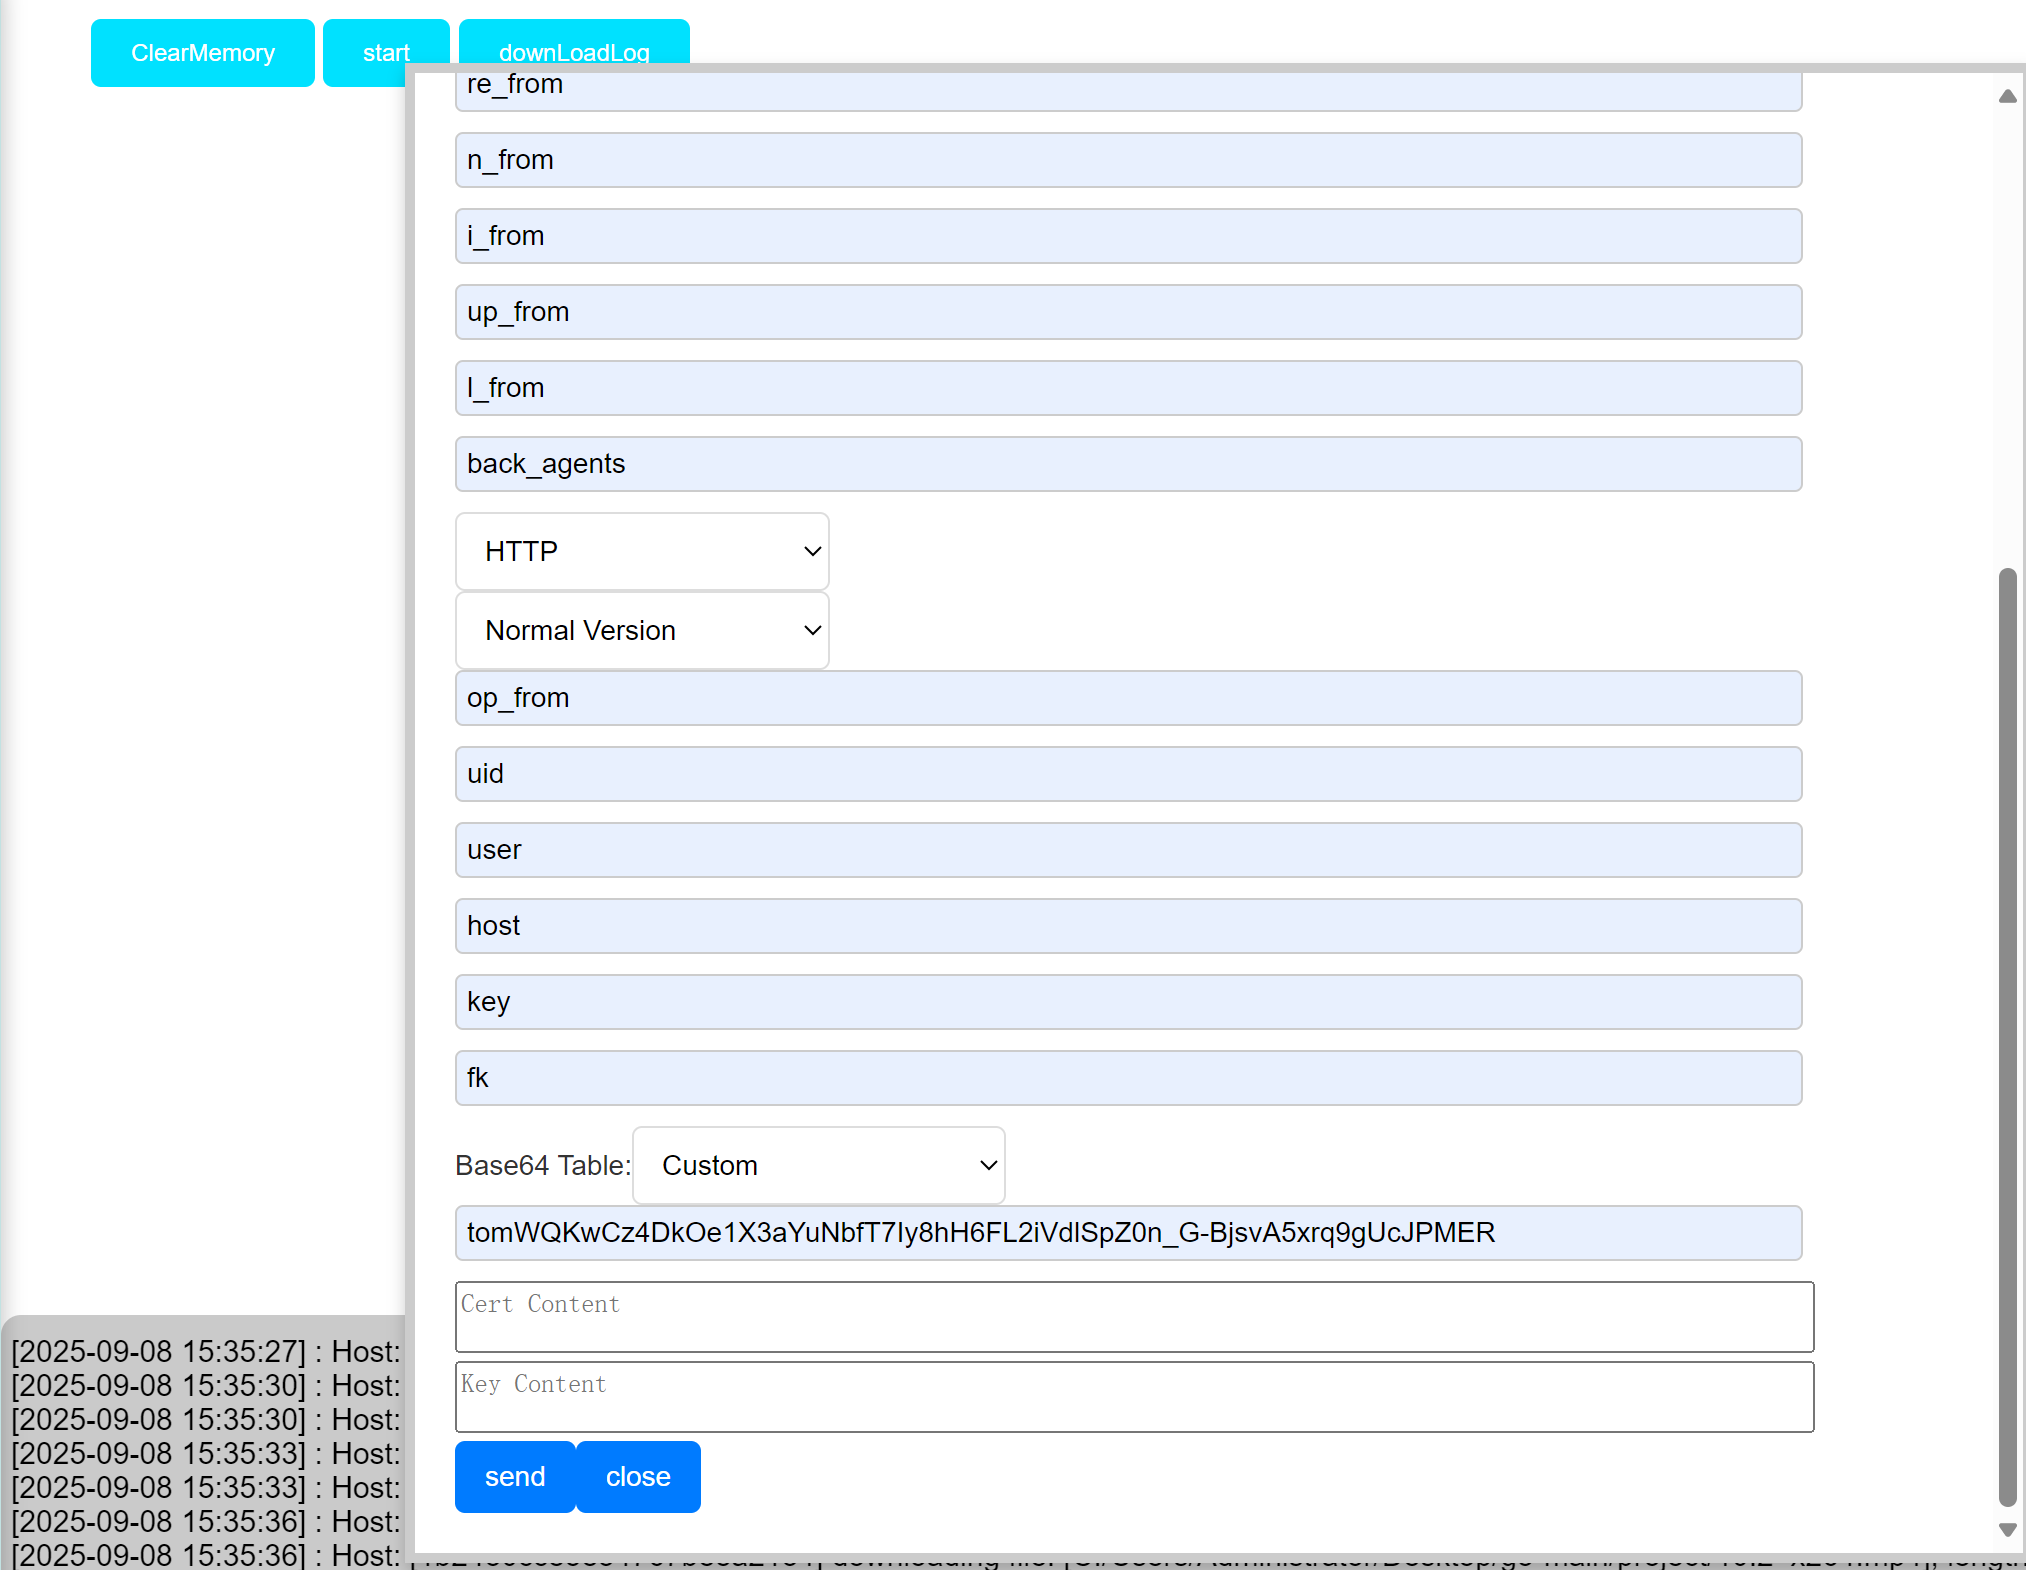 ClearMemory start downLoadLog
re_from
n_from
i_from
up_from
l_from
back_agents
HTTP
Normal Version
op_from
uid
user
host
key
fk
Base64 Table: Custom
tomWQKwCz4DkOe1X3aYuNbfT7Iy8hH6FL2iVdlSpZ0n_G-BjsvA5xrq9gUcJPMER
Cert Content
Key Content
send close
[2025-09-08 15:35:27] : Host:
[2025-09-08 15:35:30] : Host:
[2025-09-08 15:35:30] : Host:
[2025-09-08 15:35:33] : Host:
[2025-09-08 15:35:33] : Host:
[2025-09-08 15:35:36] : Host:
[2025-09-08 15:35:36] : Host: